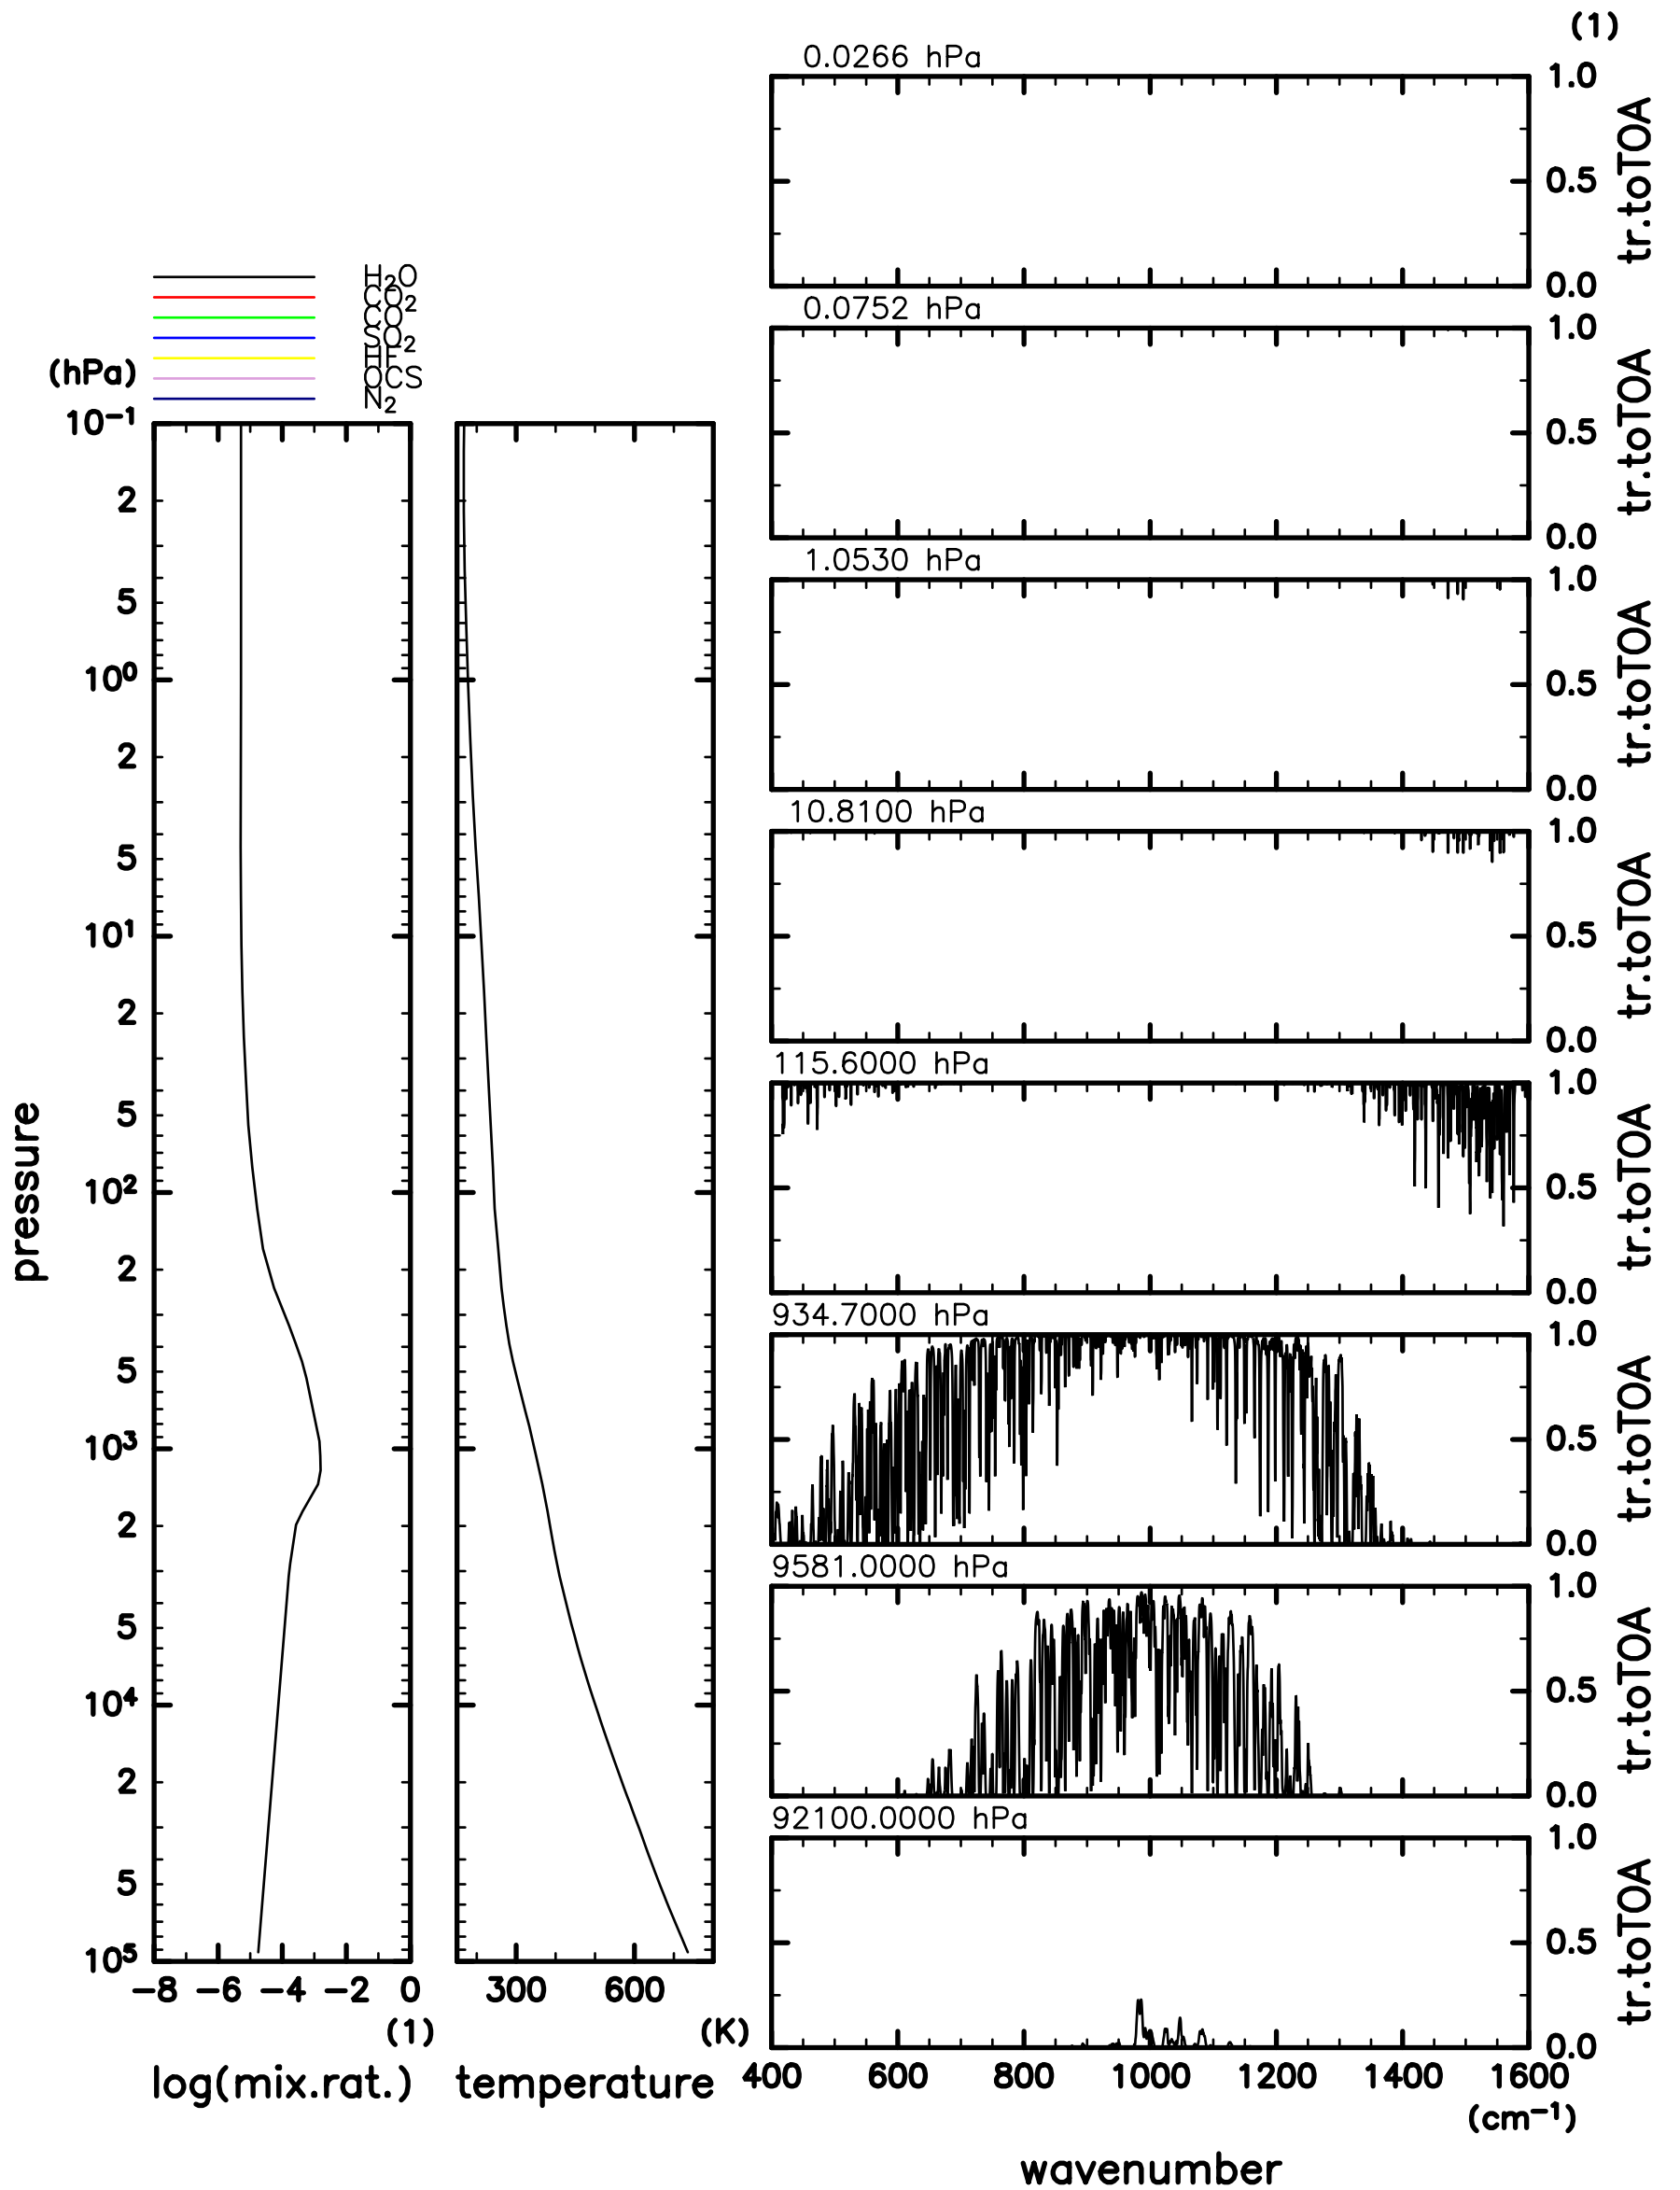 (1)
0.0266 hPa
1.0
0.5
0.0
tr.toTOA
0.0752 hPa
1.0
0.5
0.0
tr.toTOA
1.0530 hPa
1.0
0.5
0.0
tr.toTOA
10.8100 hPa
1.0
0.5
0.0
tr.toTOA
115.6000 hPa
1.0
0.5
0.0
tr.toTOA
934.7000 hPa
1.0
0.5
0.0
tr.toTOA
9581.0000 hPa
1.0
0.5
0.0
tr.toTOA
92100.0000 hPa
1.0
0.5
0.0
tr.toTOA
400 600 800 1000 1200 1400 1600
(cm⁻¹)
wavenumber
H₂O
CO₂
CO
SO₂
HF
OCS
N₂
(hPa)
10⁻¹
2
5
10⁰
2
5
10¹
2
5
10²
2
5
10³
2
5
10⁴
2
5
10⁵
pressure
−8 −6 −4 −2 0
(1)
log(mix.rat.)
300 600
(K)
temperature